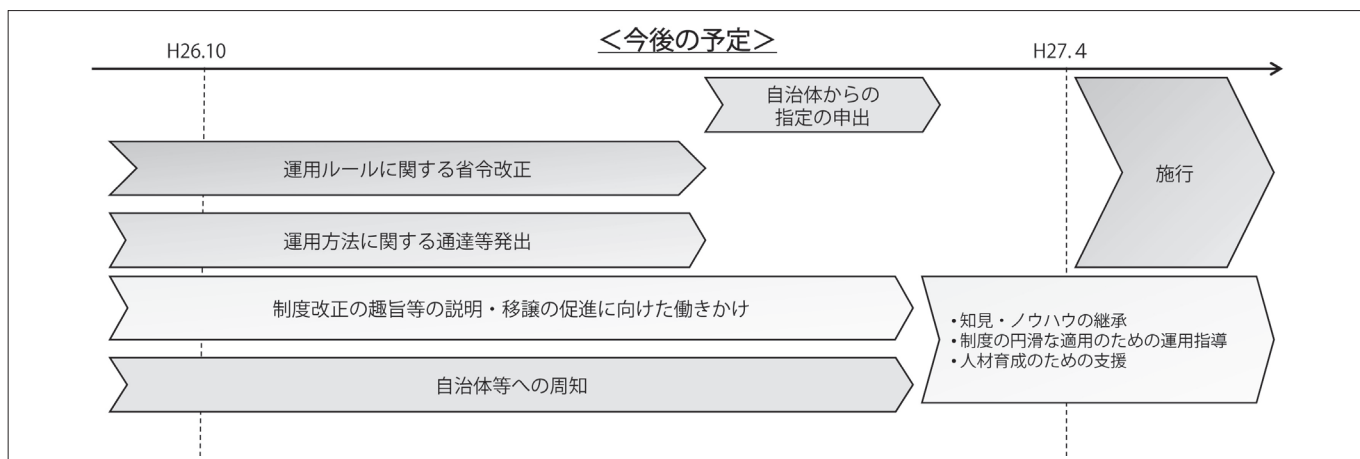 ＜今後の予定＞
H26.10
H27. 4
自治体からの
指定の申出
運用ルールに関する省令改正
施行
運用方法に関する通達等発出
制度改正の趣旨等の説明・移譲の促進に向けた働きかけ
• 知見・ノウハウの継承
• 制度の円滑な適用のための運用指導
• 人材育成のための支援
自治体等への周知